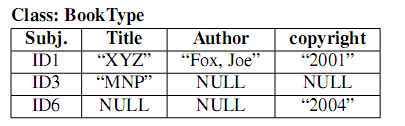 Class: BookType
Subj. Title Author copyright
ID1 “XYZ” “Fox, Joe” “2001”
ID3 “MNP” NULL NULL
ID6 NULL NULL “2004”